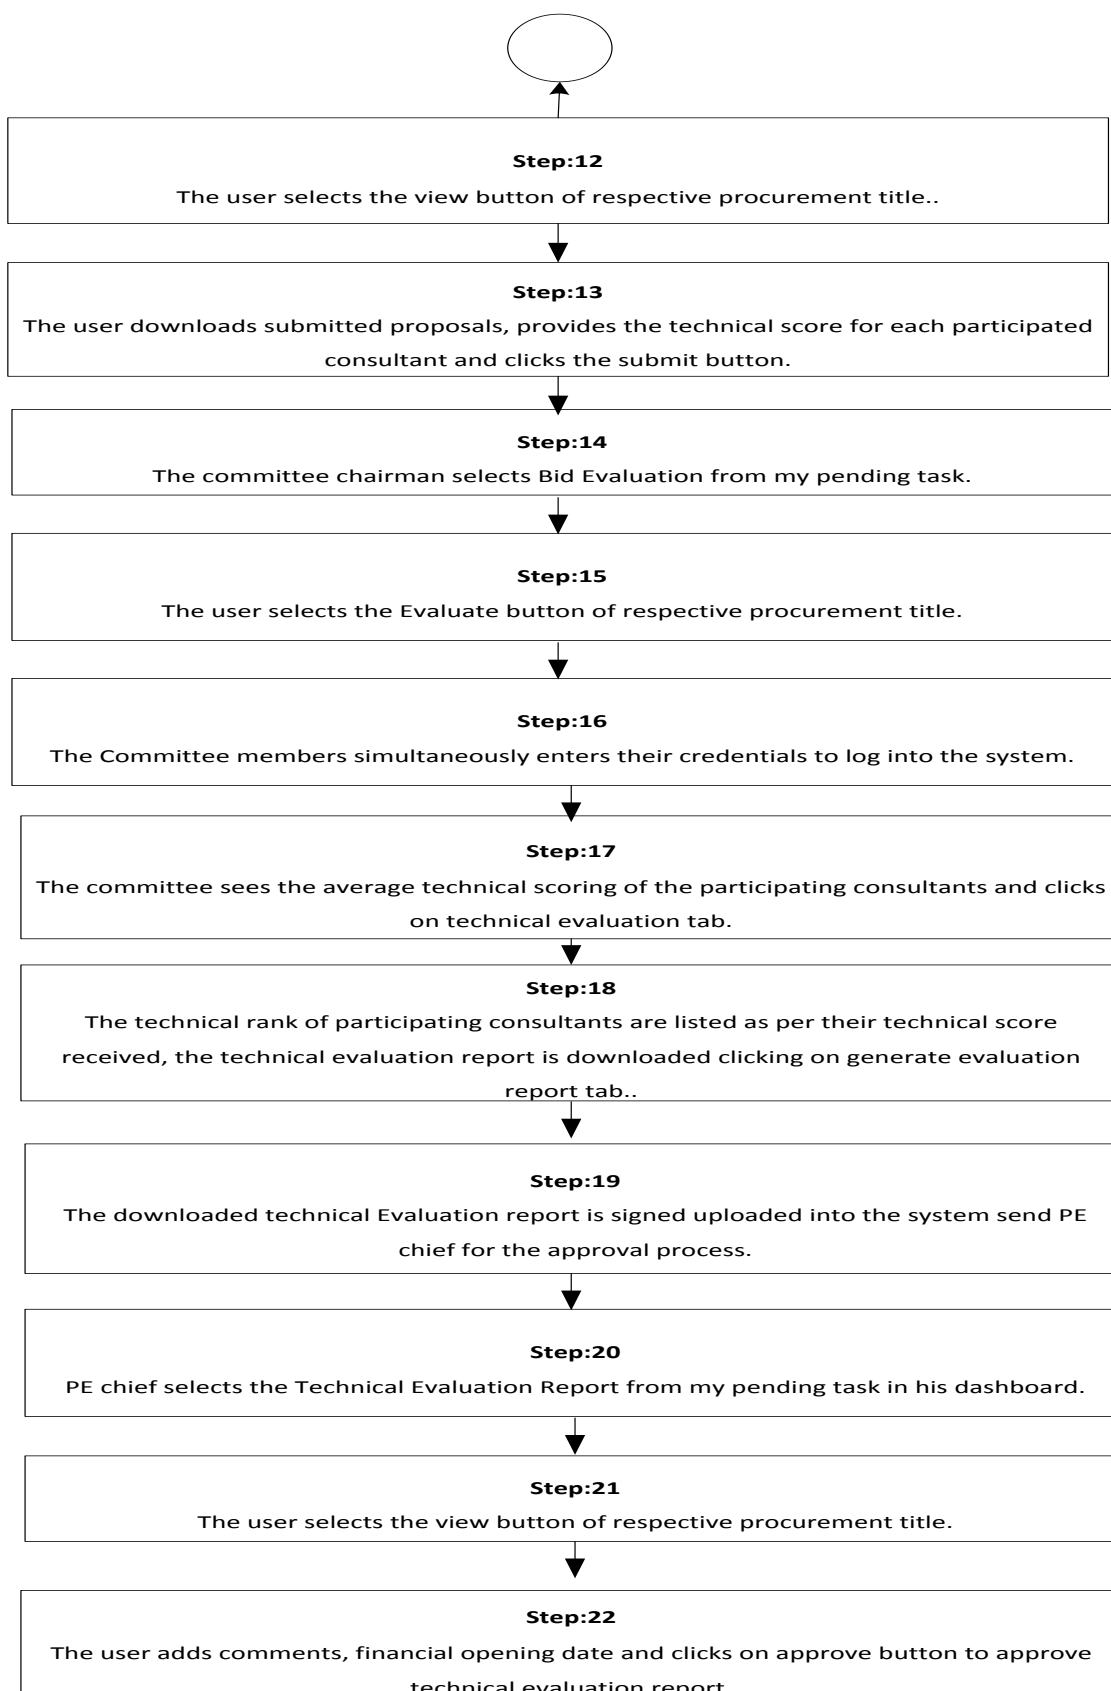 Step:12
The user selects the view button of respective procurement title..
Step:13
The user downloads submitted proposals, provides the technical score for each participated
consultant and clicks the submit button.
Step:14
The committee chairman selects Bid Evaluation from my pending task.
Step:15
The user selects the Evaluate button of respective procurement title.
Step:16
The Committee members simultaneously enters their credentials to log into the system.
Step:17
The committee sees the average technical scoring of the participating consultants and clicks
on technical evaluation tab.
Step:18
The technical rank of participating consultants are listed as per their technical score
received, the technical evaluation report is downloaded clicking on generate evaluation
report tab..
Step:19
The downloaded technical Evaluation report is signed uploaded into the system send PE
chief for the approval process.
Step:20
PE chief selects the Technical Evaluation Report from my pending task in his dashboard.
Step:21
The user selects the view button of respective procurement title.
Step:22
The user adds comments, financial opening date and clicks on approve button to approve
technical evaluation report